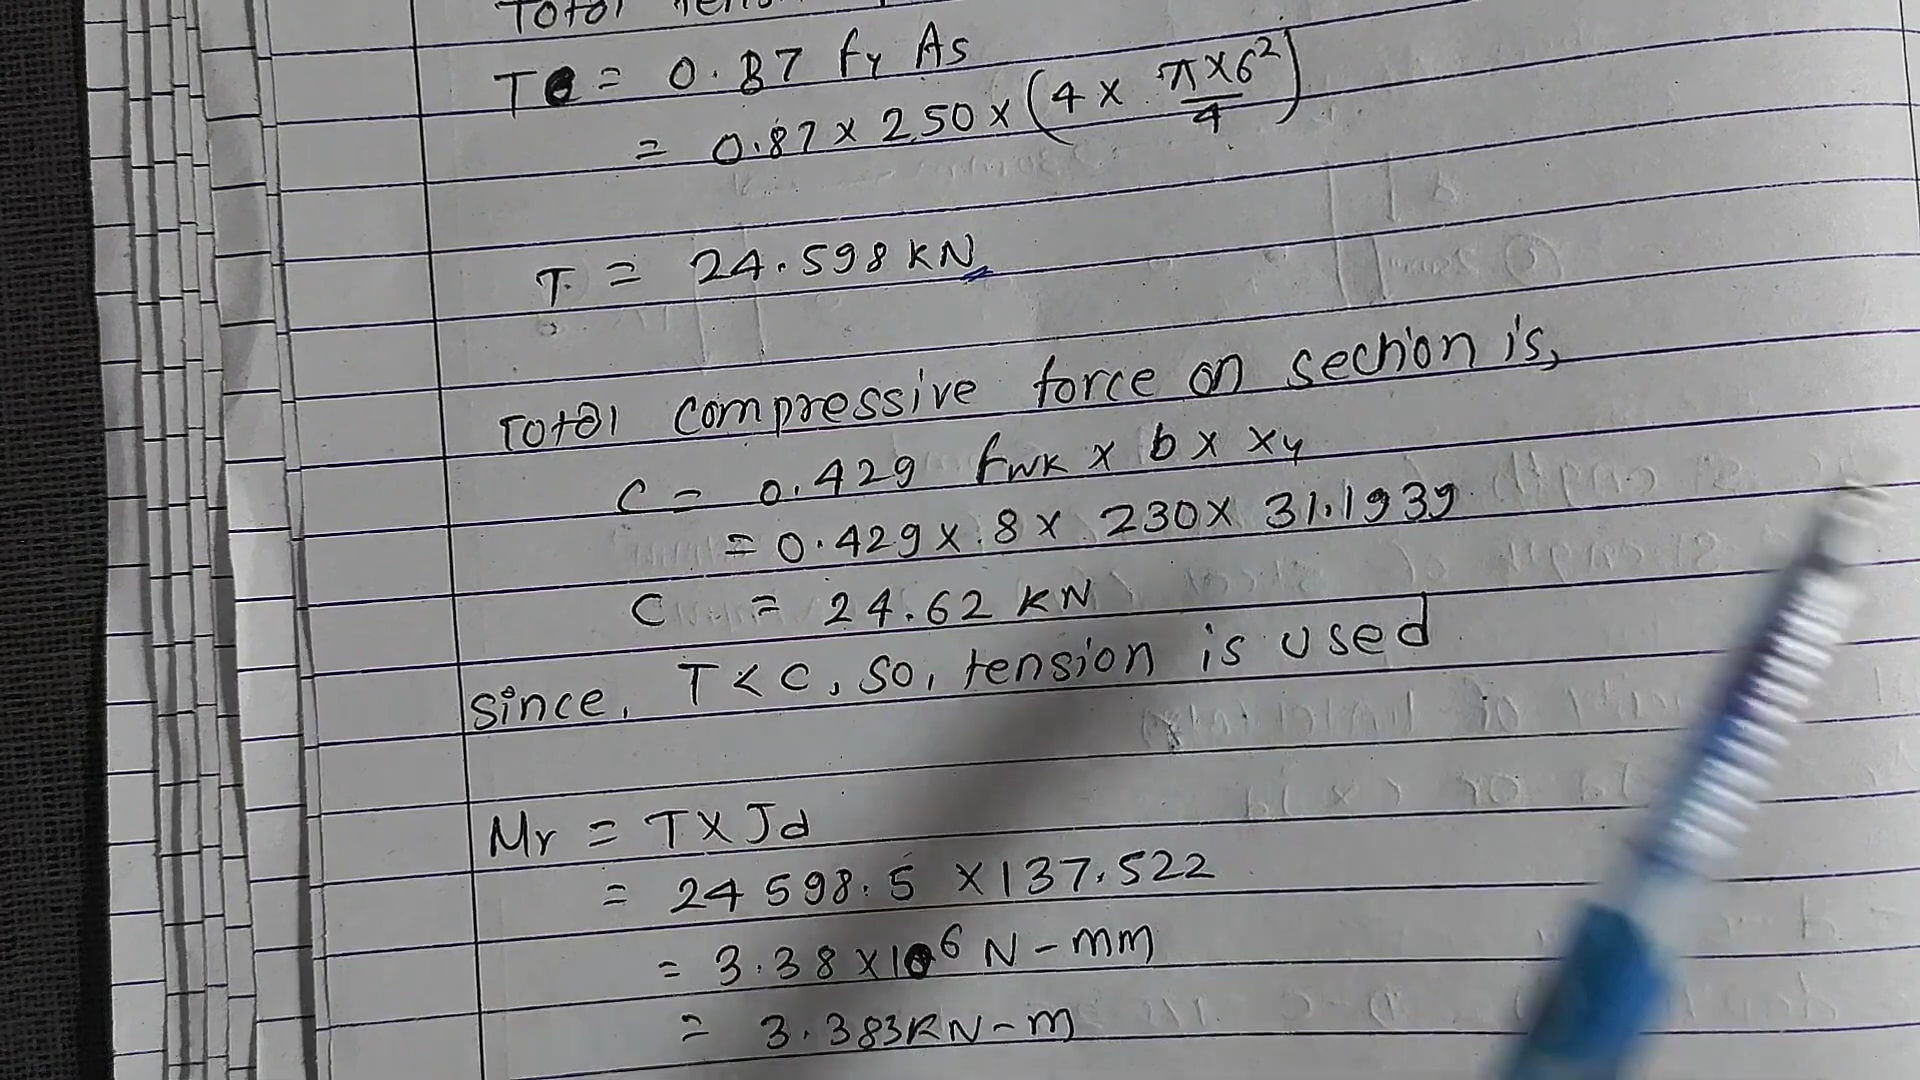 Total
T = 0.87 fy As
= 0.87 x 250 x (4 x π x 6² / 4)
T = 24.598 KN
Total compressive force on section is,
C = 0.429 fwk x b x xy
= 0.429 x 8 x 230 x 31.1939
C = 24.62 KN
since, T < C, so, tension is used
Mr = T x Jd
= 24598.5 x 137.522
= 3.38 x 10⁶ N-mm
= 3.383 KN-m